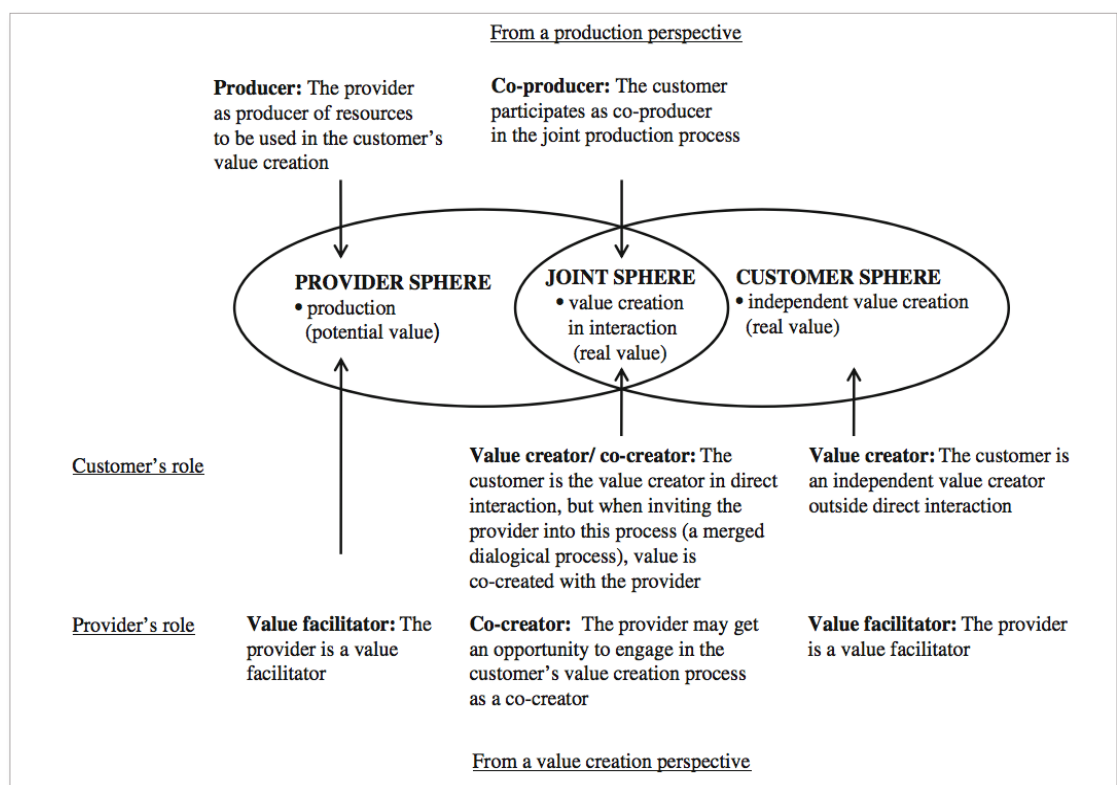 From a production perspective
Producer: The provider
as producer of resources
to be used in the customer's
value creation
Co-producer: The customer
participates as co-producer
in the joint production process
PROVIDER SPHERE
• production
(potential value)
JOINT SPHERE
• value creation
in interaction
(real value)
CUSTOMER SPHERE
• independent value creation
(real value)
Customer's role
Value creator/ co-creator: The
customer is the value creator in direct
interaction, but when inviting the
provider into this process (a merged
dialogical process), value is
co-created with the provider
Value creator: The customer is
an independent value creator
outside direct interaction
Provider's role
Value facilitator: The
provider is a value
facilitator
Co-creator: The provider may get
an opportunity to engage in the
customer's value creation process
as a co-creator
Value facilitator: The provider
is a value facilitator
From a value creation perspective